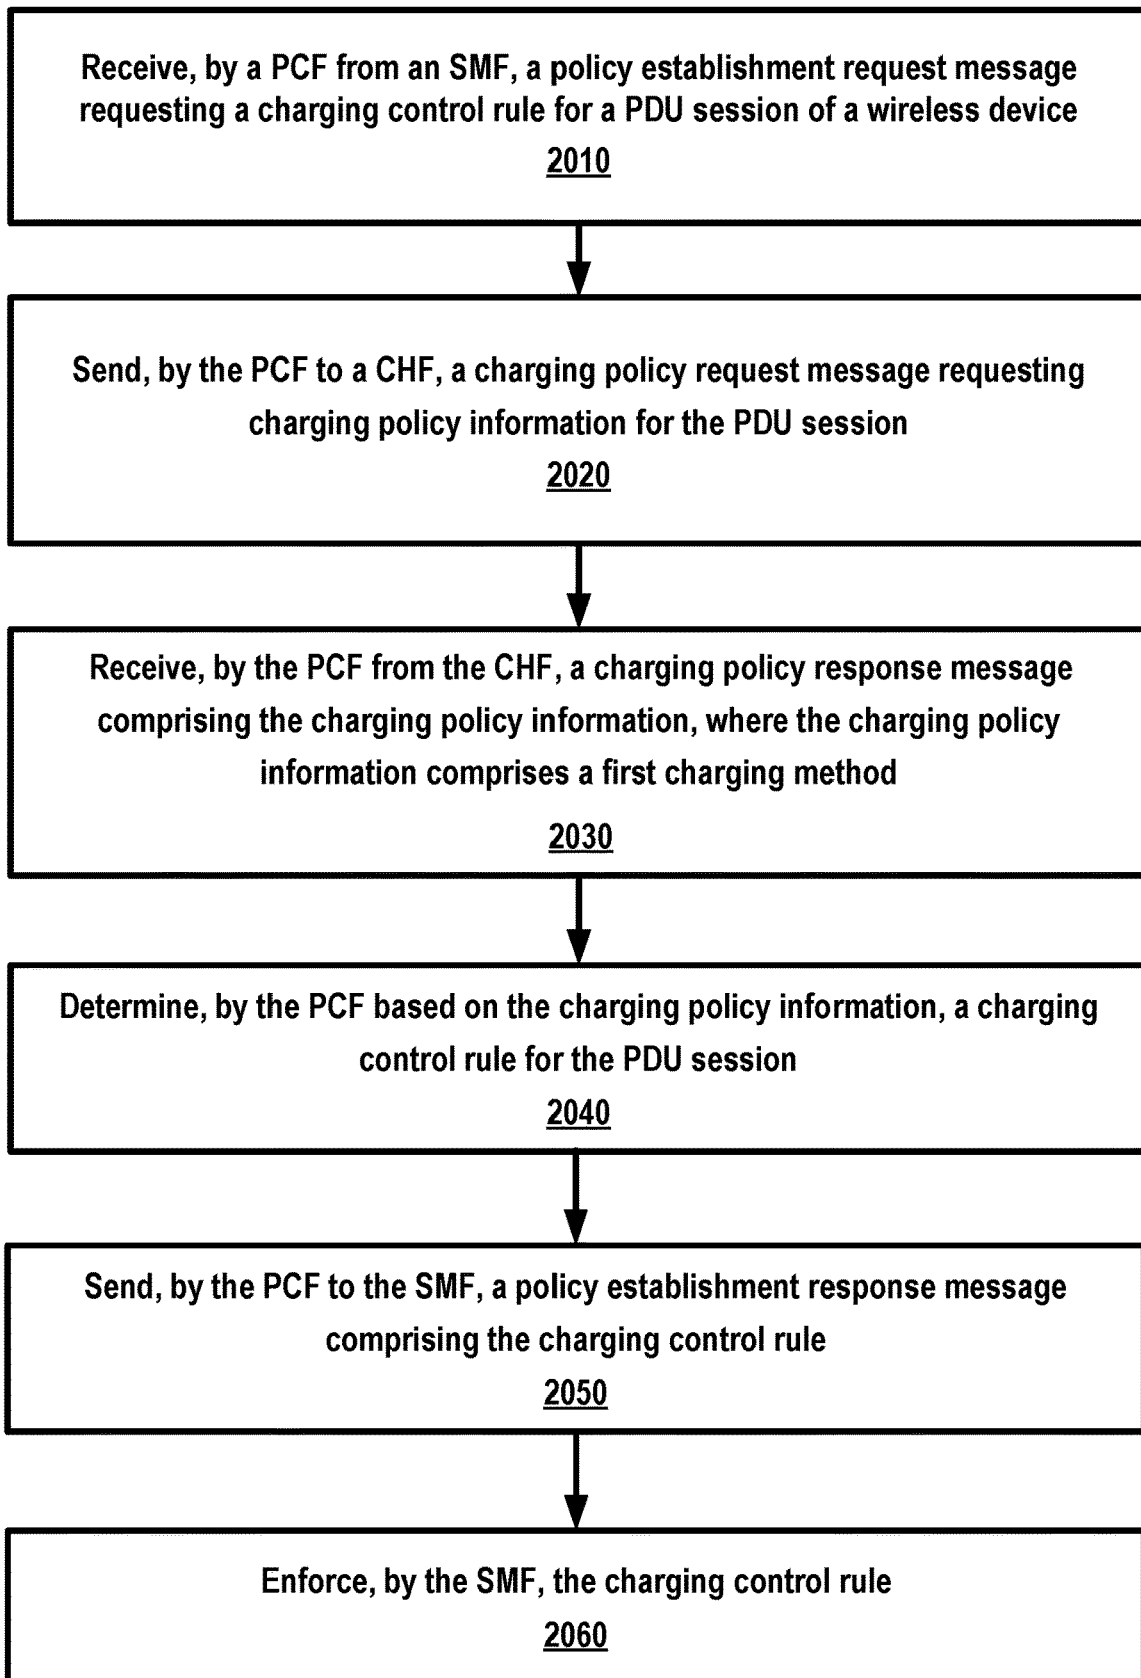 Receive, by a PCF from an SMF, a policy establishment request message
requesting a charging control rule for a PDU session of a wireless device
2010
Send, by the PCF to a CHF, a charging policy request message requesting
charging policy information for the PDU session
2020
Receive, by the PCF from the CHF, a charging policy response message
comprising the charging policy information, where the charging policy
information comprises a first charging method
2030
Determine, by the PCF based on the charging policy information, a charging
control rule for the PDU session
2040
Send, by the PCF to the SMF, a policy establishment response message
comprising the charging control rule
2050
Enforce, by the SMF, the charging control rule
2060